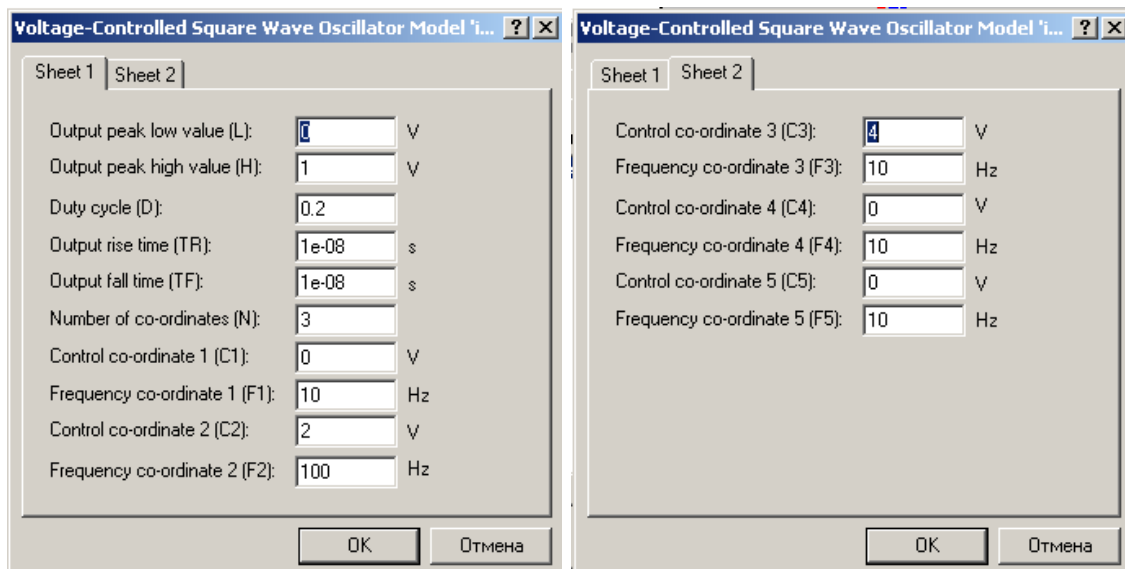 Voltage-Controlled Square Wave Oscillator Model 'i...
Sheet 1 Sheet 2
Output peak low value (L): 0 V
Output peak high value (H): 1 V
Duty cycle (D): 0.2
Output rise time (TR): 1e-08 s
Output fall time (TF): 1e-08 s
Number of co-ordinates (N): 3
Control co-ordinate 1 (C1): 0 V
Frequency co-ordinate 1 (F1): 10 Hz
Control co-ordinate 2 (C2): 2 V
Frequency co-ordinate 2 (F2): 100 Hz
OK Отмена
Voltage-Controlled Square Wave Oscillator Model 'i...
Sheet 1 Sheet 2
Control co-ordinate 3 (C3): 4 V
Frequency co-ordinate 3 (F3): 10 Hz
Control co-ordinate 4 (C4): 0 V
Frequency co-ordinate 4 (F4): 10 Hz
Control co-ordinate 5 (C5): 0 V
Frequency co-ordinate 5 (F5): 10 Hz
OK Отмена